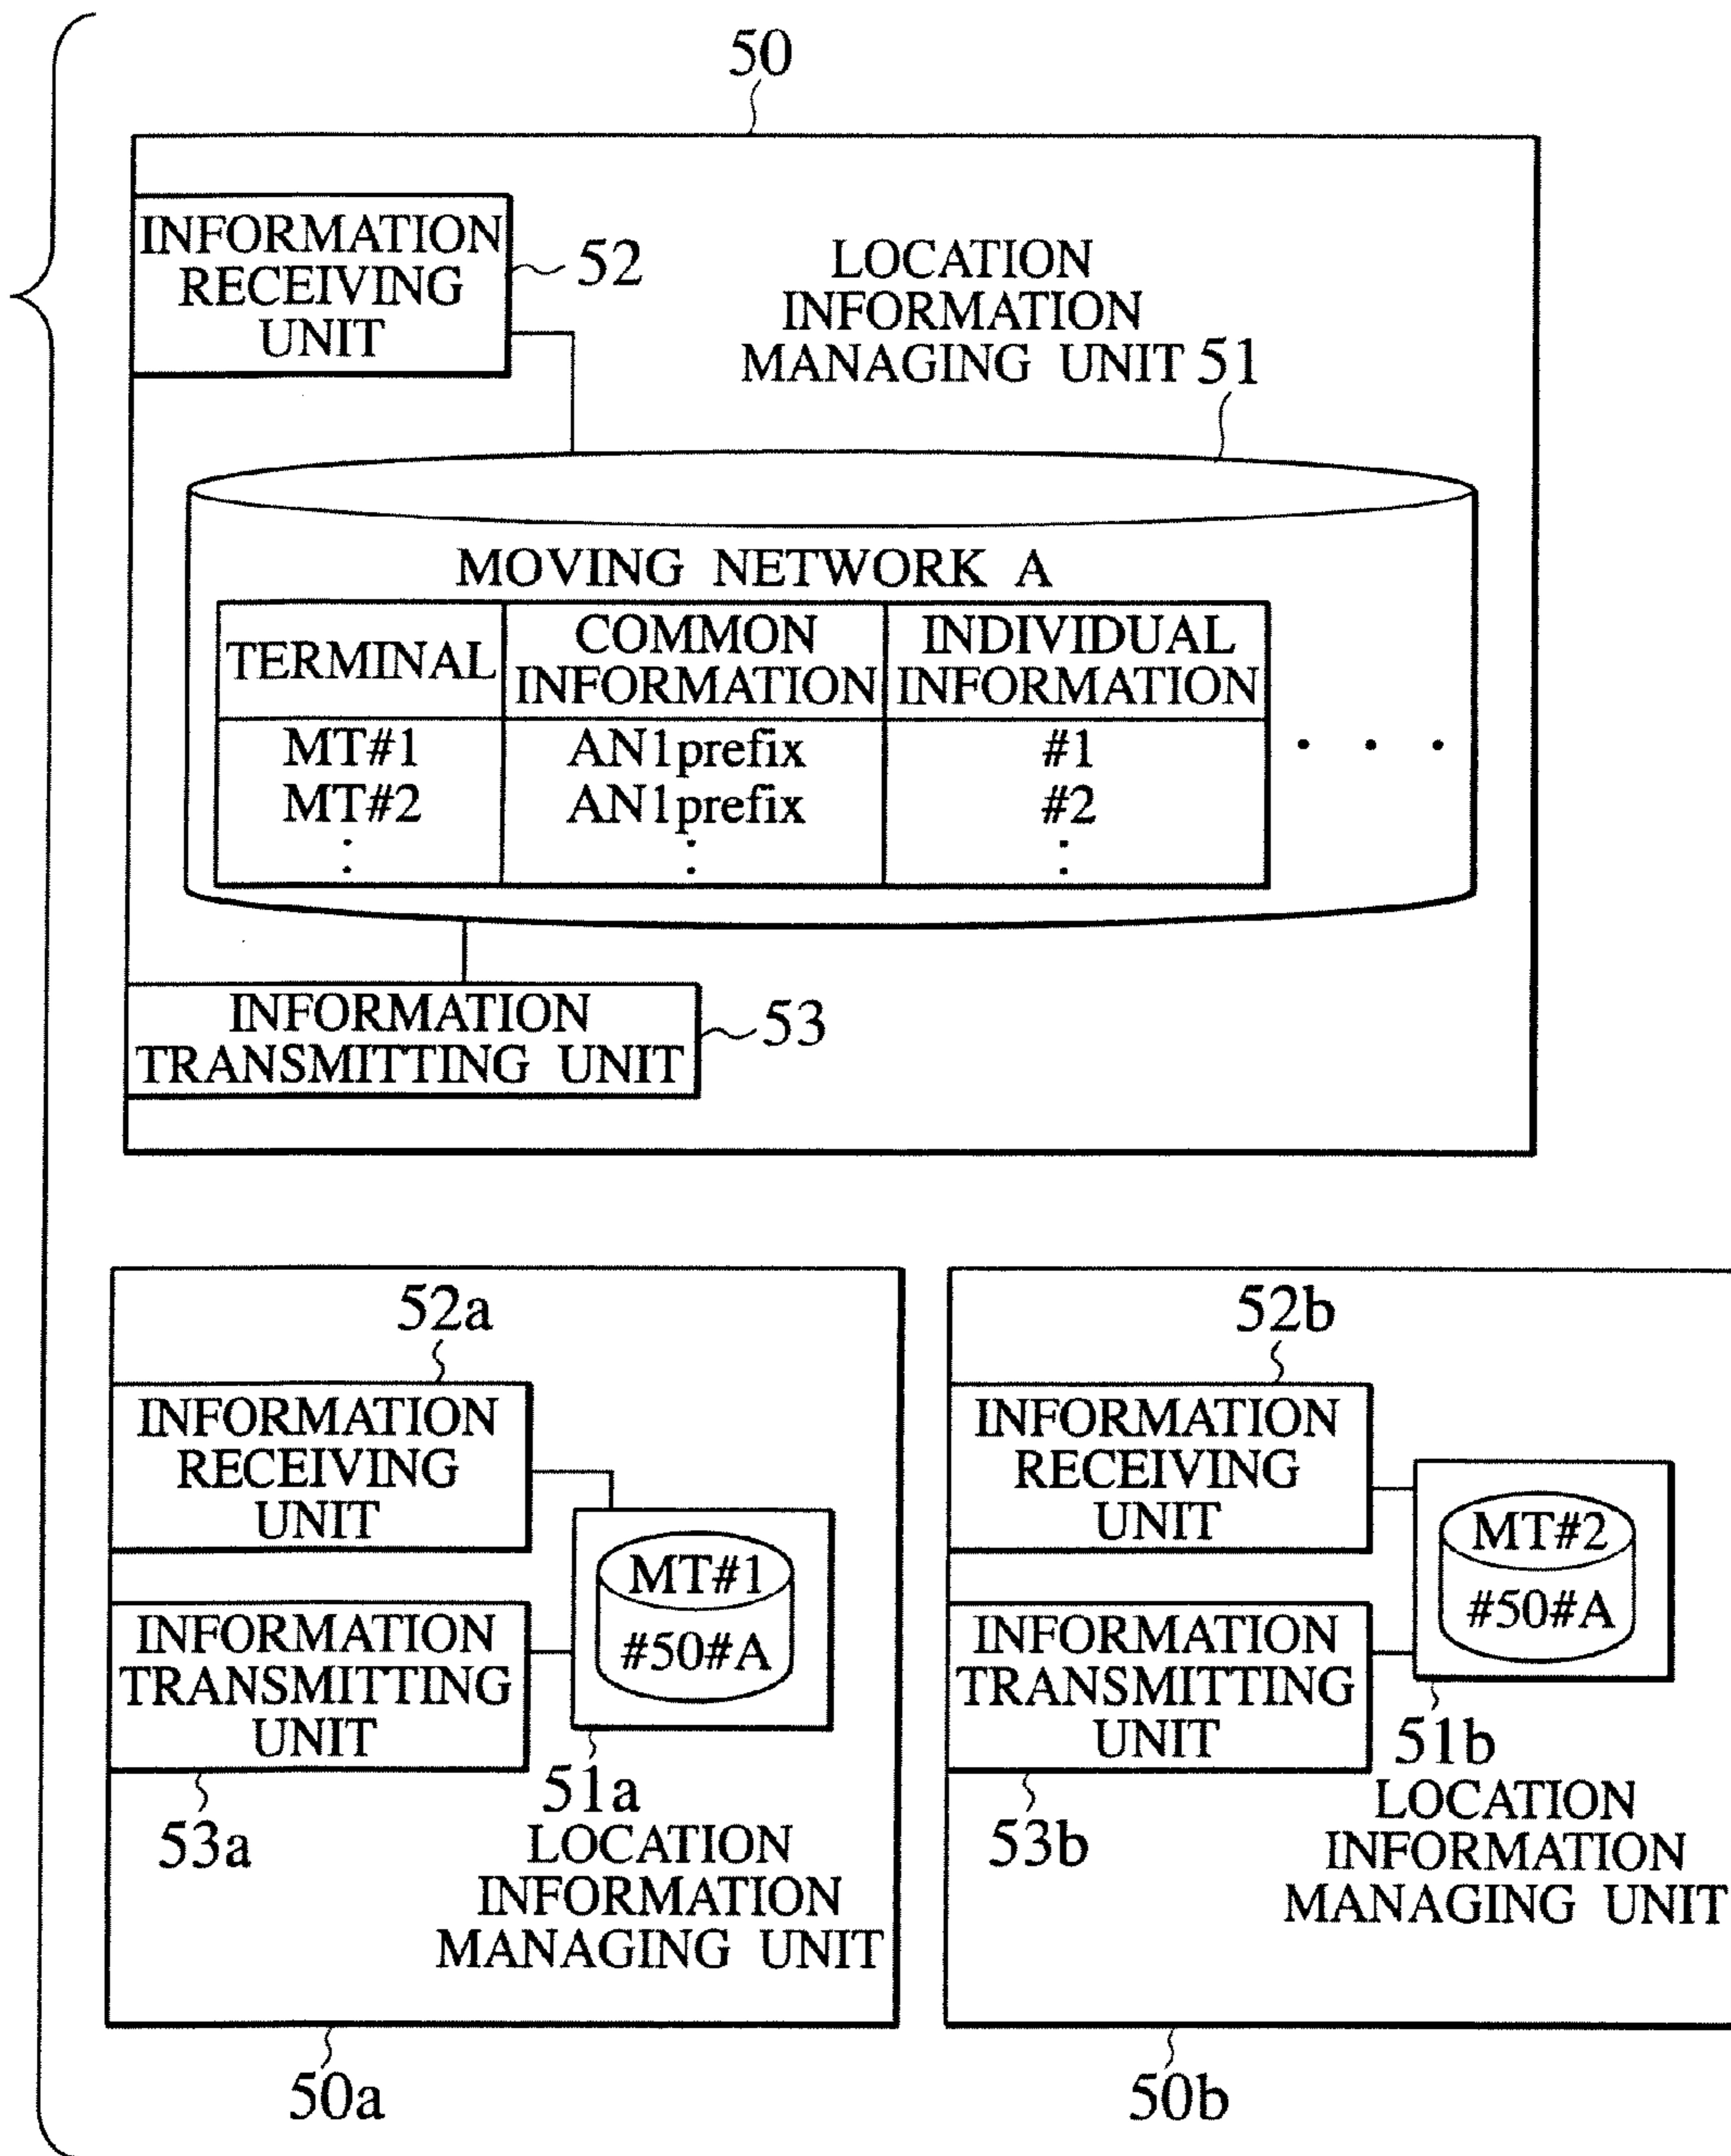 50
INFORMATION
RECEIVING
UNIT
52
LOCATION
INFORMATION
MANAGING UNIT 51
MOVING NETWORK A
TERMINAL
COMMON
INFORMATION
INDIVIDUAL
INFORMATION
MT#1 AN1prefix #1
MT#2 AN1prefix #2
INFORMATION
TRANSMITTING UNIT
53
52a
INFORMATION
RECEIVING
UNIT
MT#1
#50#A
INFORMATION
TRANSMITTING
UNIT
53a
51a
LOCATION
INFORMATION
MANAGING UNIT
50a
52b
INFORMATION
RECEIVING
UNIT
MT#2
#50#A
INFORMATION
TRANSMITTING
UNIT
53b
51b
LOCATION
INFORMATION
MANAGING UNIT
50b